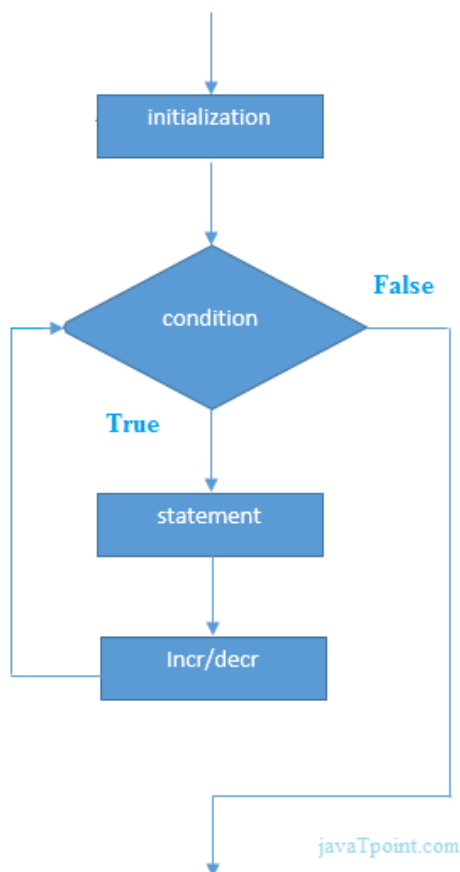 initialization
False
condition
True
statement
Incr/decr
javaTpoint.com